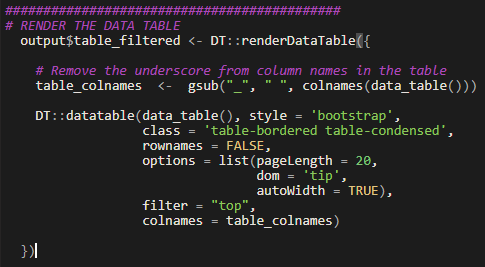 ###########################################
# RENDER THE DATA TABLE
output$table_filtered <- DT::renderDataTable({
# Remove the underscore from column names in the table
table_colnames  <-  gsub("_", " ", colnames(data_table()))
DT::datatable(data_table(), style = 'bootstrap',
class = 'table-bordered table-condensed',
rownames = FALSE,
options = list(pageLength = 20,
dom = 'tip',
autoWidth = TRUE),
filter = "top",
colnames = table_colnames)
})